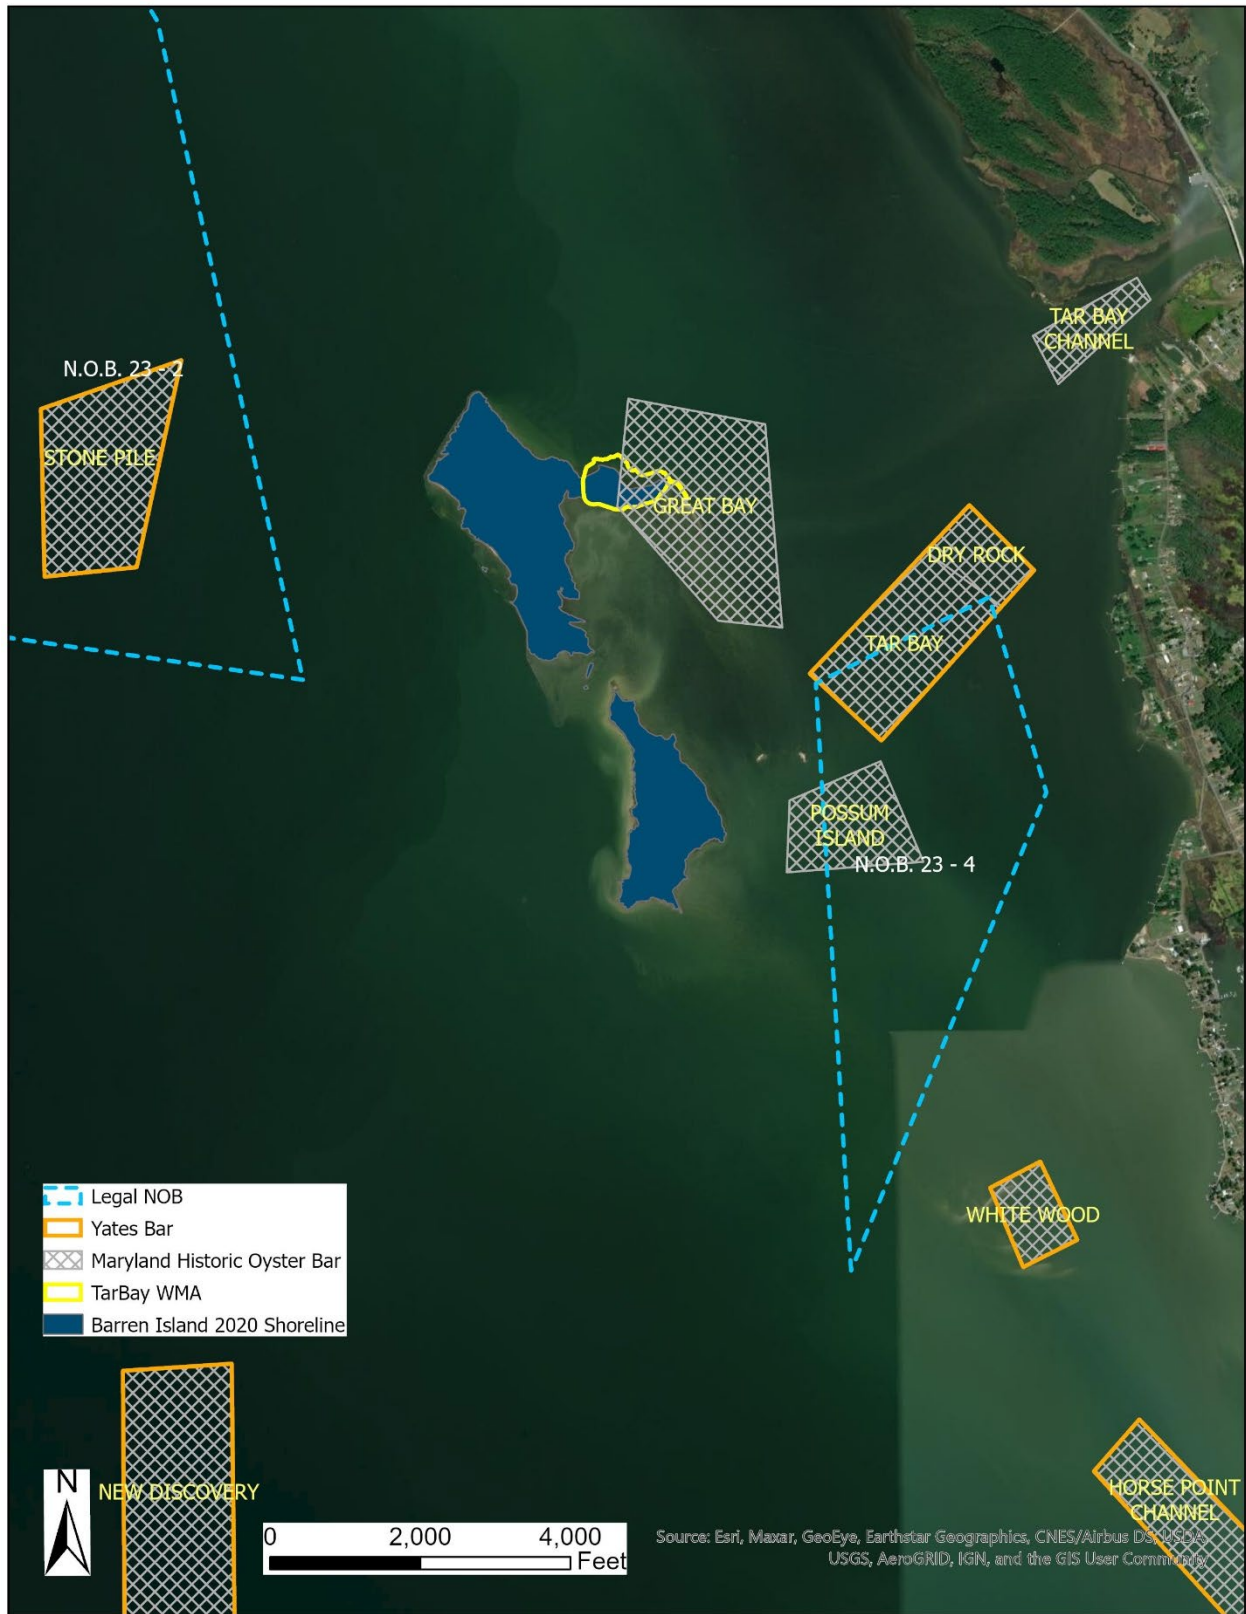 TAR BAY
CHANNEL
N.O.B. 23 - 2
STONE PILE
GREAT BAY
DRY ROCK
TAR BAY
POSSUM
ISLAND
N.O.B. 23 - 4
WHITE WOOD
Legal NOB
Yates Bar
Maryland Historic Oyster Bar
TarBay WMA
Barren Island 2020 Shoreline
N
NEW DISCOVERY
HORSE POINT
CHANNEL
0 2,000 4,000
Feet
Source: Esri, Maxar, GeoEye, Earthstar Geographics, CNES/Airbus DS, USDA,
USGS, AeroGRID, IGN, and the GIS User Community